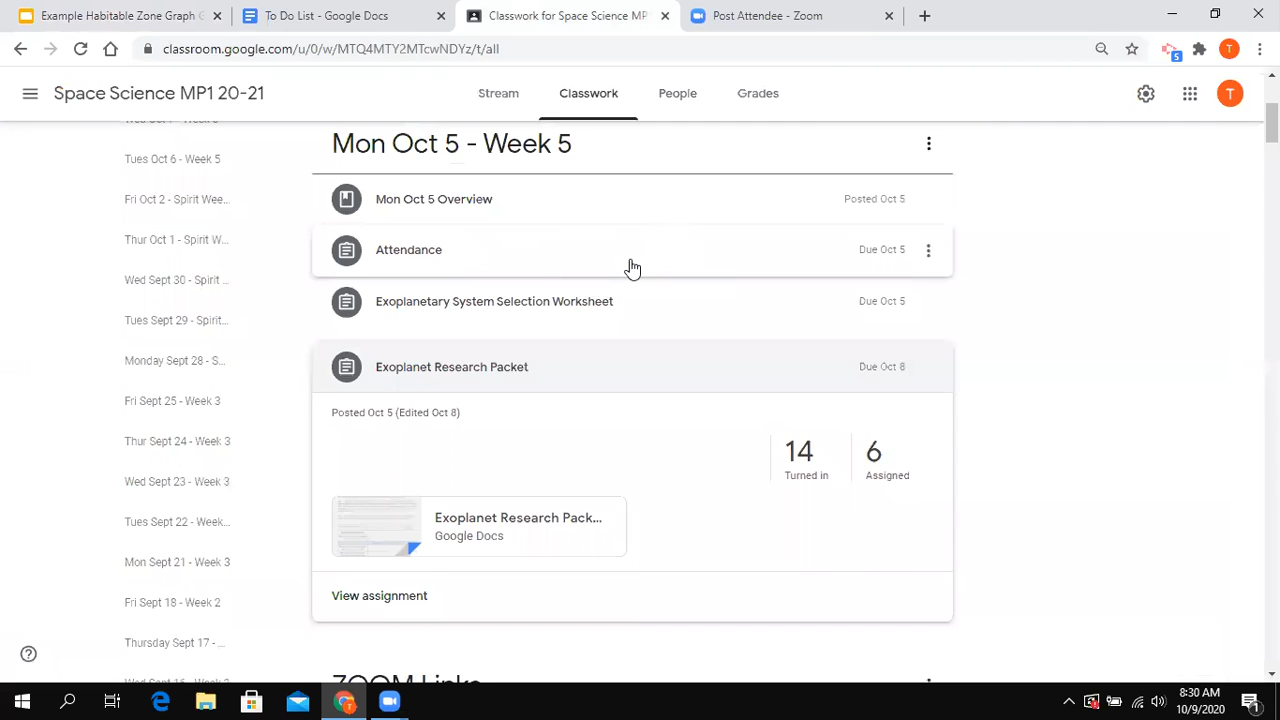 Example Habitable Zone Graph G
To Do List - Google Docs
Classwork for Space Science MP1
Post Attendee - Zoom
classroom.google.com/u/0/w/MTQ4MTY2MTcwNDYz/t/all
5
T
Space Science MP1 20-21
Stream
Classwork
People
Grades
T
Tues Oct 6 - Week 5
Fri Oct 2 - Spirit Wee...
Thur Oct 1 - Spirit W...
Wed Sept 30 - Spirit ...
Tues Sept 29 - Spirit...
Monday Sept 28 - S...
Fri Sept 25 - Week 3
Thur Sept 24 - Week 3
Wed Sept 23 - Week 3
Tues Sept 22 - Week...
Mon Sept 21 - Week 3
Fri Sept 18 - Week 2
Thursday Sept 17 - ...
Mon Oct 5 - Week 5
Mon Oct 5 Overview
Posted Oct 5
Attendance
Due Oct 5
Exoplanetary System Selection Worksheet
Due Oct 5
Exoplanet Research Packet
Due Oct 8
Posted Oct 5 (Edited Oct 8)
14
Turned in
6
Assigned
Exoplanet Research Pack...
Google Docs
View assignment
ZOOM Links
8:30 AM
10/9/2020
1